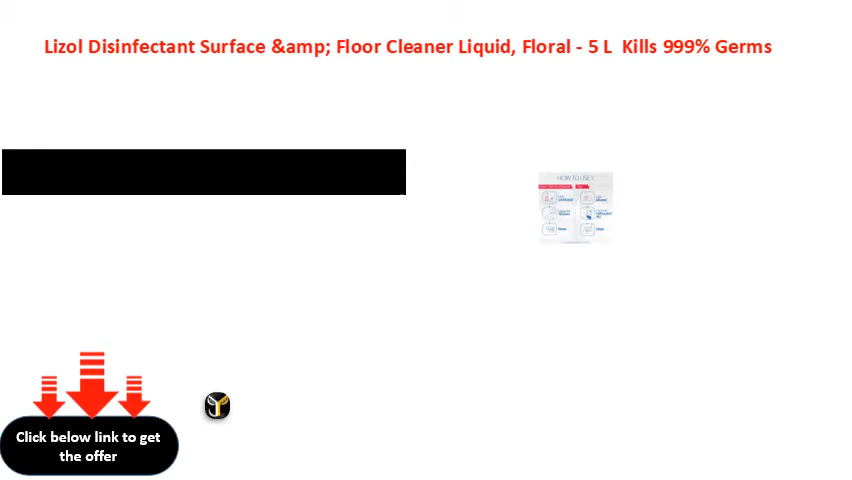 Lizol Disinfectant Surface &amp; Floor Cleaner Liquid, Floral - 5 L  Kills 999% Germs
HOW TO USE?
Click below link to get
the offer